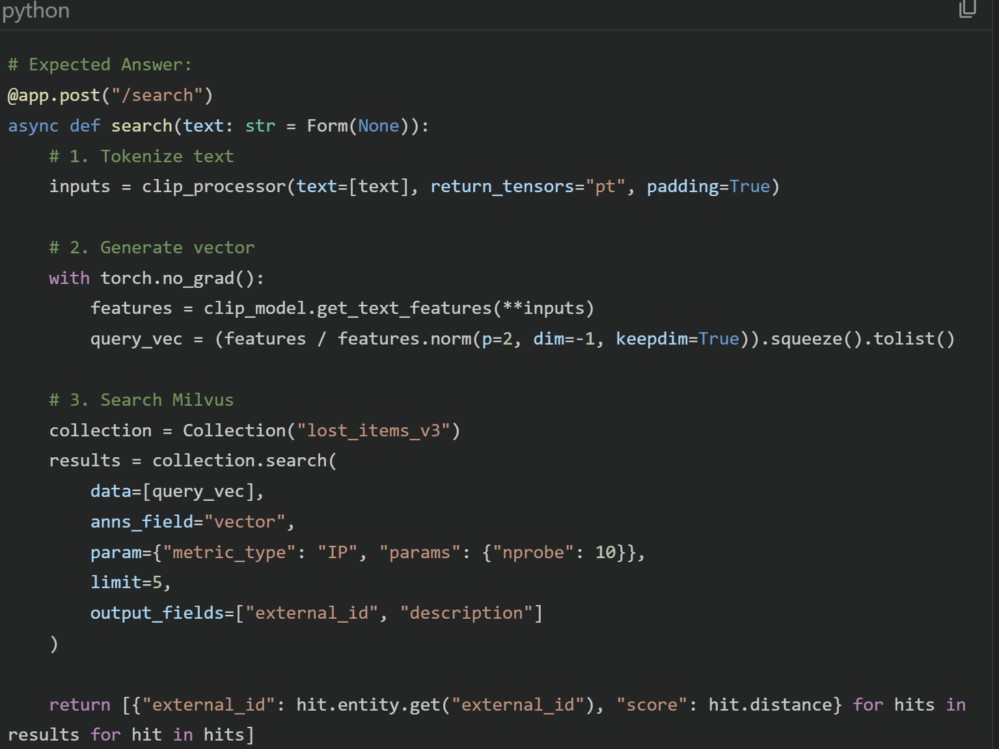 python
# Expected Answer:
@app.post("/search")
async def search(text: str = Form(None)):
    # 1. Tokenize text
    inputs = clip_processor(text=[text], return_tensors="pt", padding=True)
    # 2. Generate vector
    with torch.no_grad():
        features = clip_model.get_text_features(**inputs)
        query_vec = (features / features.norm(p=2, dim=-1, keepdim=True)).squeeze().tolist()
    # 3. Search Milvus
    collection = Collection("lost_items_v3")
    results = collection.search(
        data=[query_vec],
        anns_field="vector",
        param={"metric_type": "IP", "params": {"nprobe": 10}},
        limit=5,
        output_fields=["external_id", "description"]
    )
    return [{"external_id": hit.entity.get("external_id"), "score": hit.distance} for hits in
results for hit in hits]